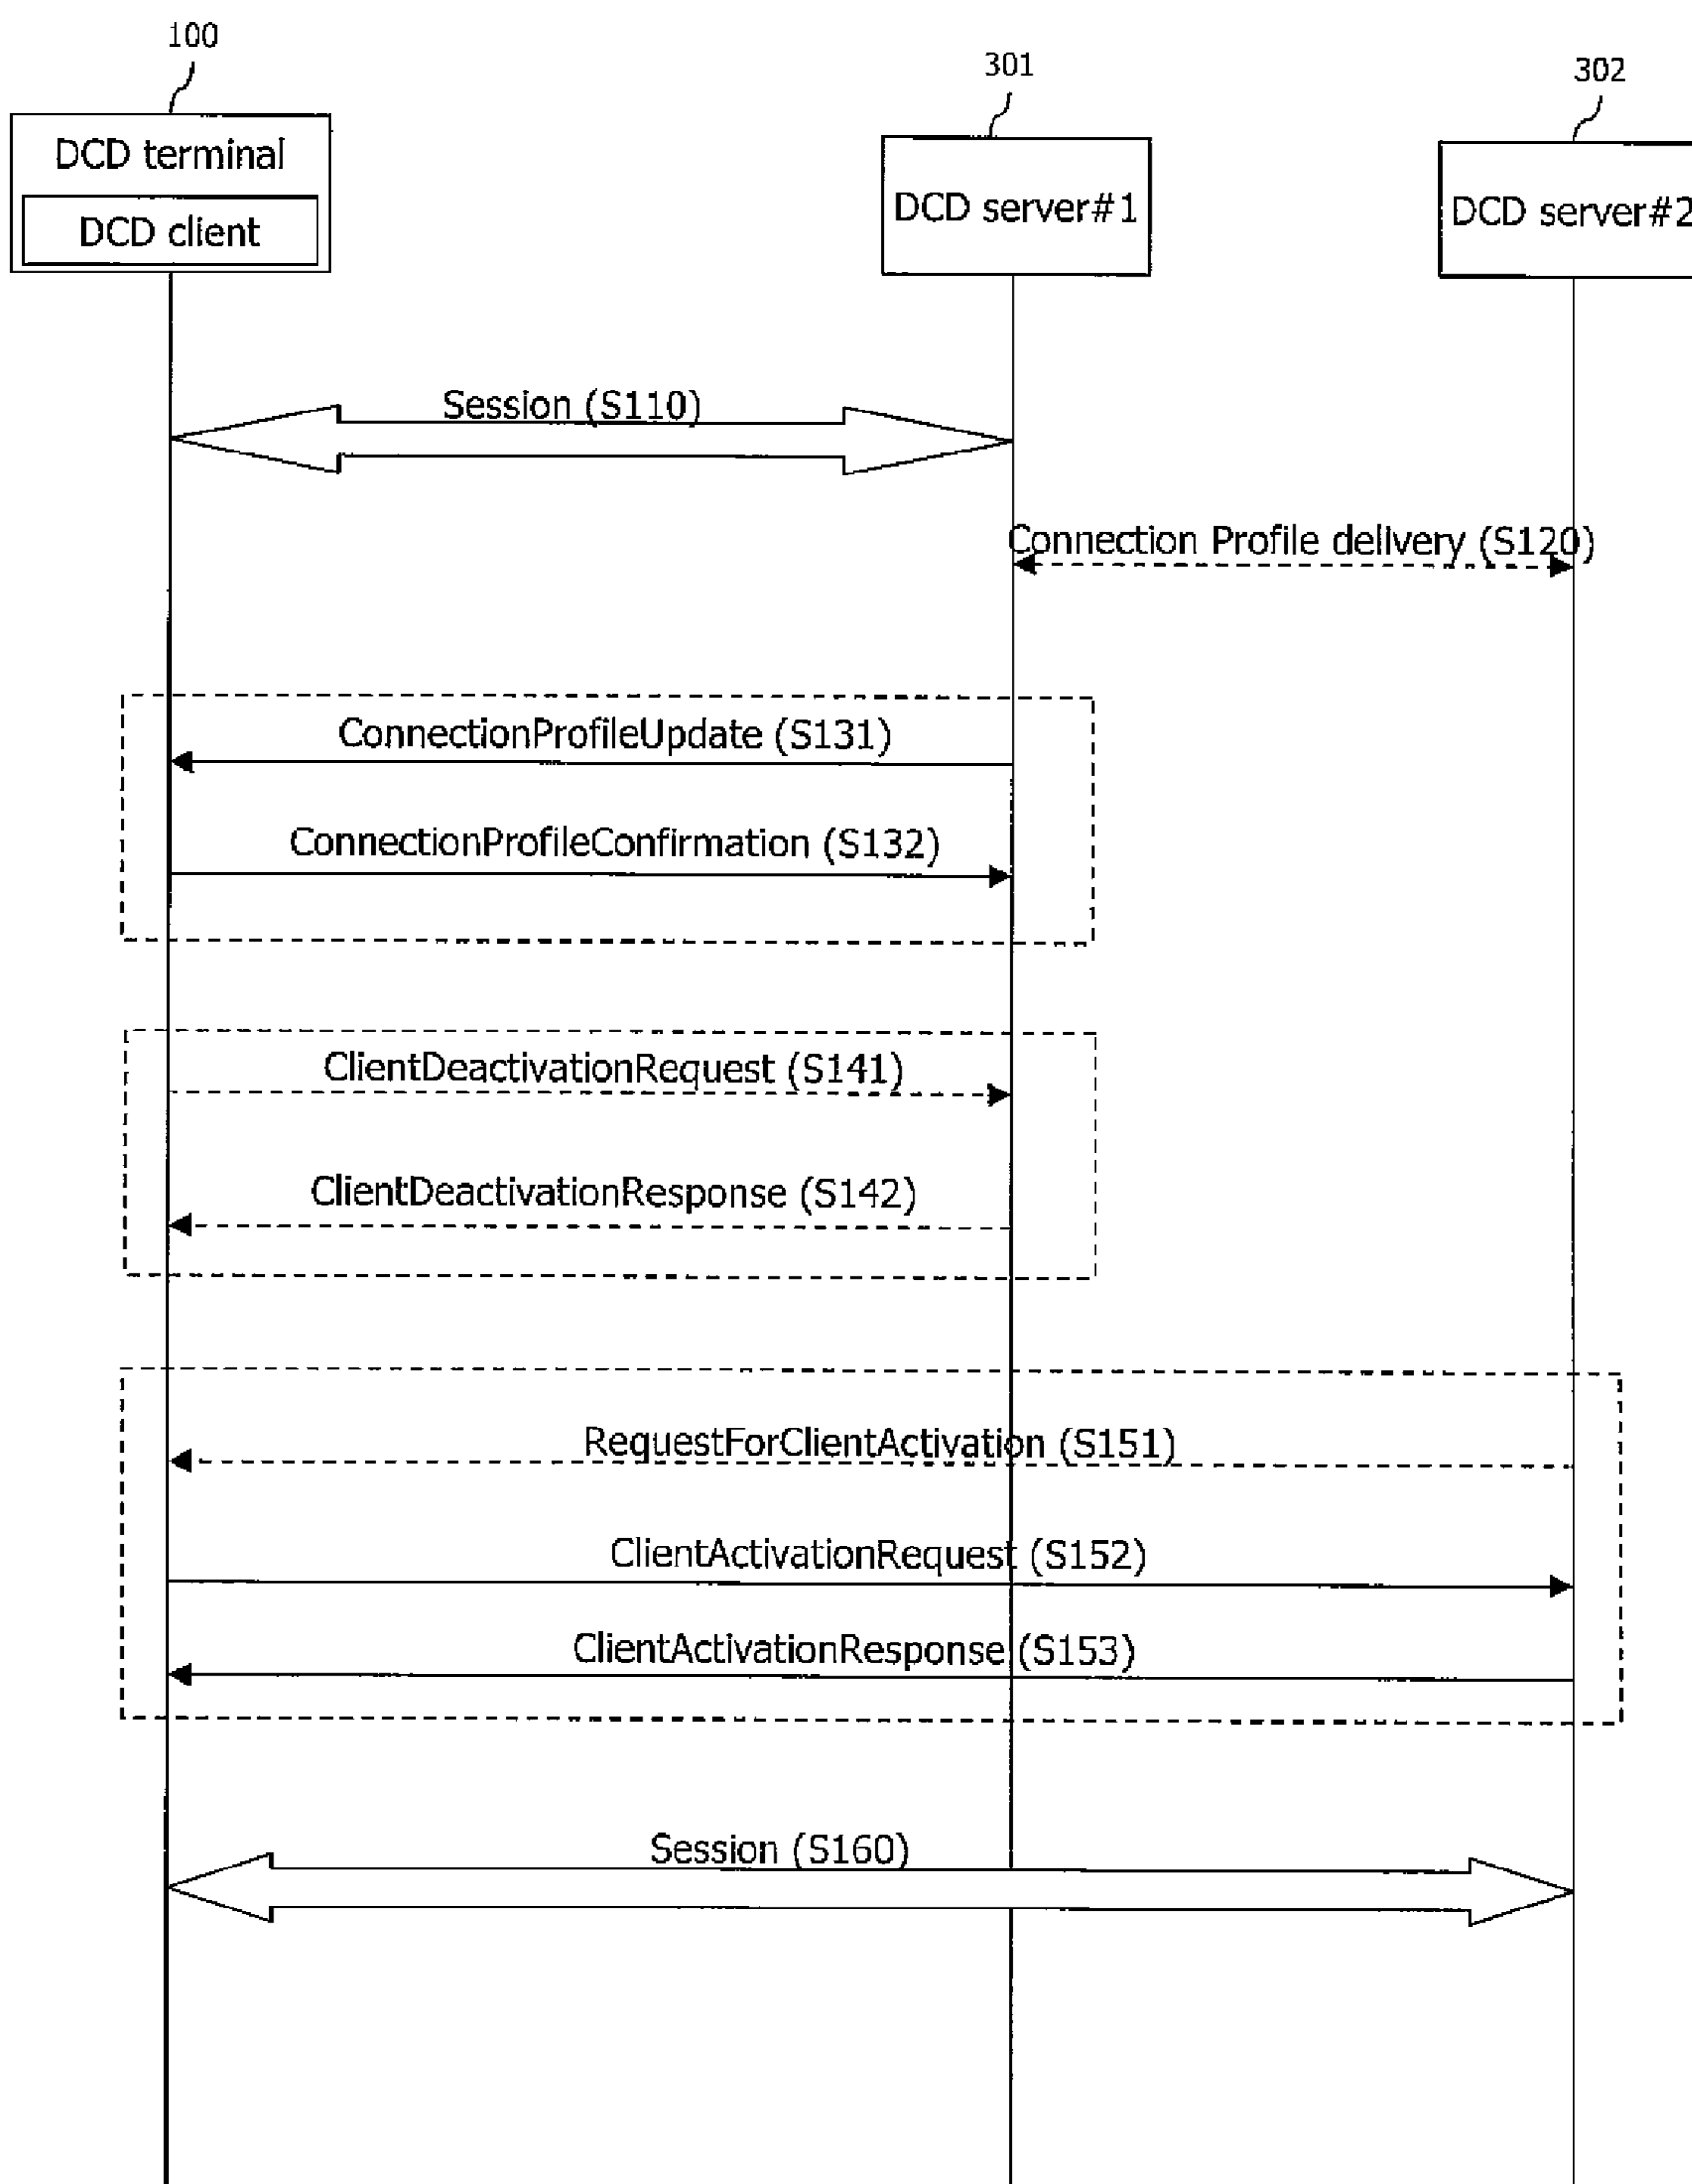 100
301
302
DCD terminal
DCD client
DCD server#1
DCD server#2
Session (S110)
Connection Profile delivery (S120)
ConnectionProfileUpdate (S131)
ConnectionProfileConfirmation (S132)
ClientDeactivationRequest (S141)
ClientDeactivationResponse (S142)
RequestForClientActivation (S151)
ClientActivationRequest (S152)
ClientActivationResponse (S153)
Session (S160)